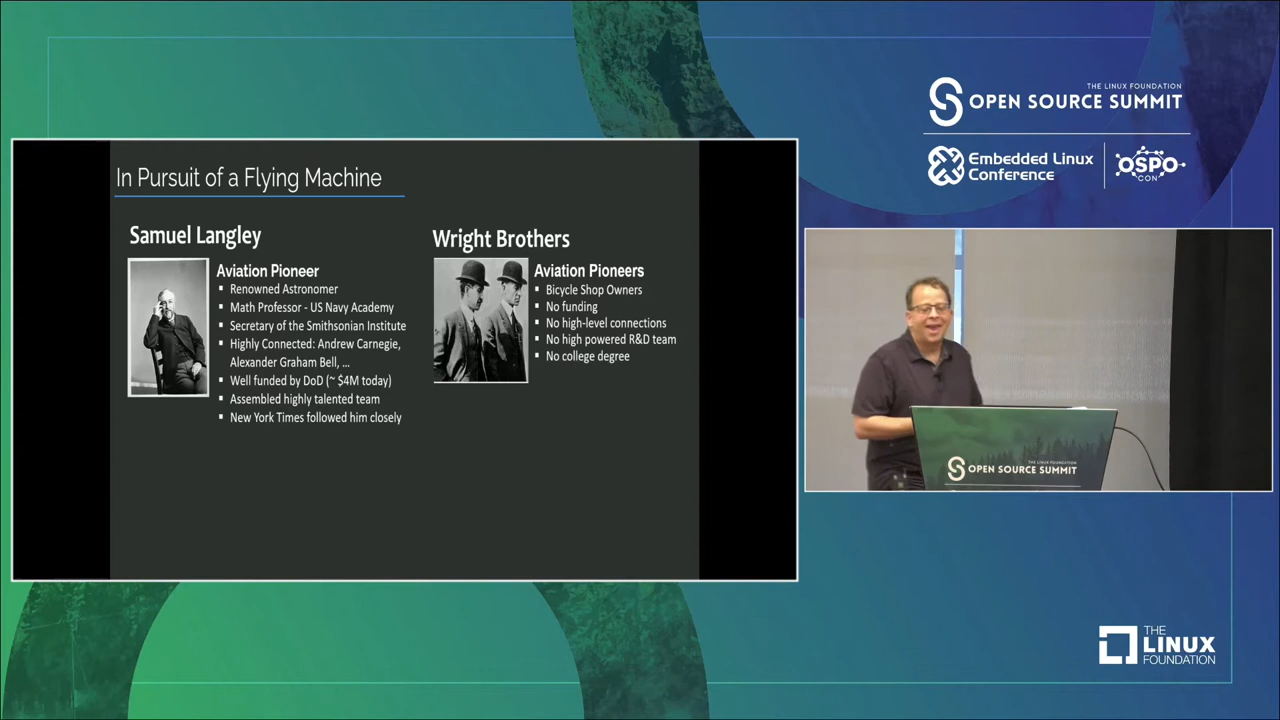 THE LINUX FOUNDATION
OPEN SOURCE SUMMIT
Embedded Linux
Conference
OSPO
CON
In Pursuit of a Flying Machine
Samuel Langley
Aviation Pioneer
▪ Renowned Astronomer
▪ Math Professor - US Navy Academy
▪ Secretary of the Smithsonian Institute
▪ Highly Connected: Andrew Carnegie,
Alexander Graham Bell, ...
▪ Well funded by DoD (~ $4M today)
▪ Assembled highly talented team
▪ New York Times followed him closely
Wright Brothers
Aviation Pioneers
▪ Bicycle Shop Owners
▪ No funding
▪ No high-level connections
▪ No high powered R&D team
▪ No college degree
THE LINUX FOUNDATION
OPEN SOURCE SUMMIT
THE
LINUX
FOUNDATION